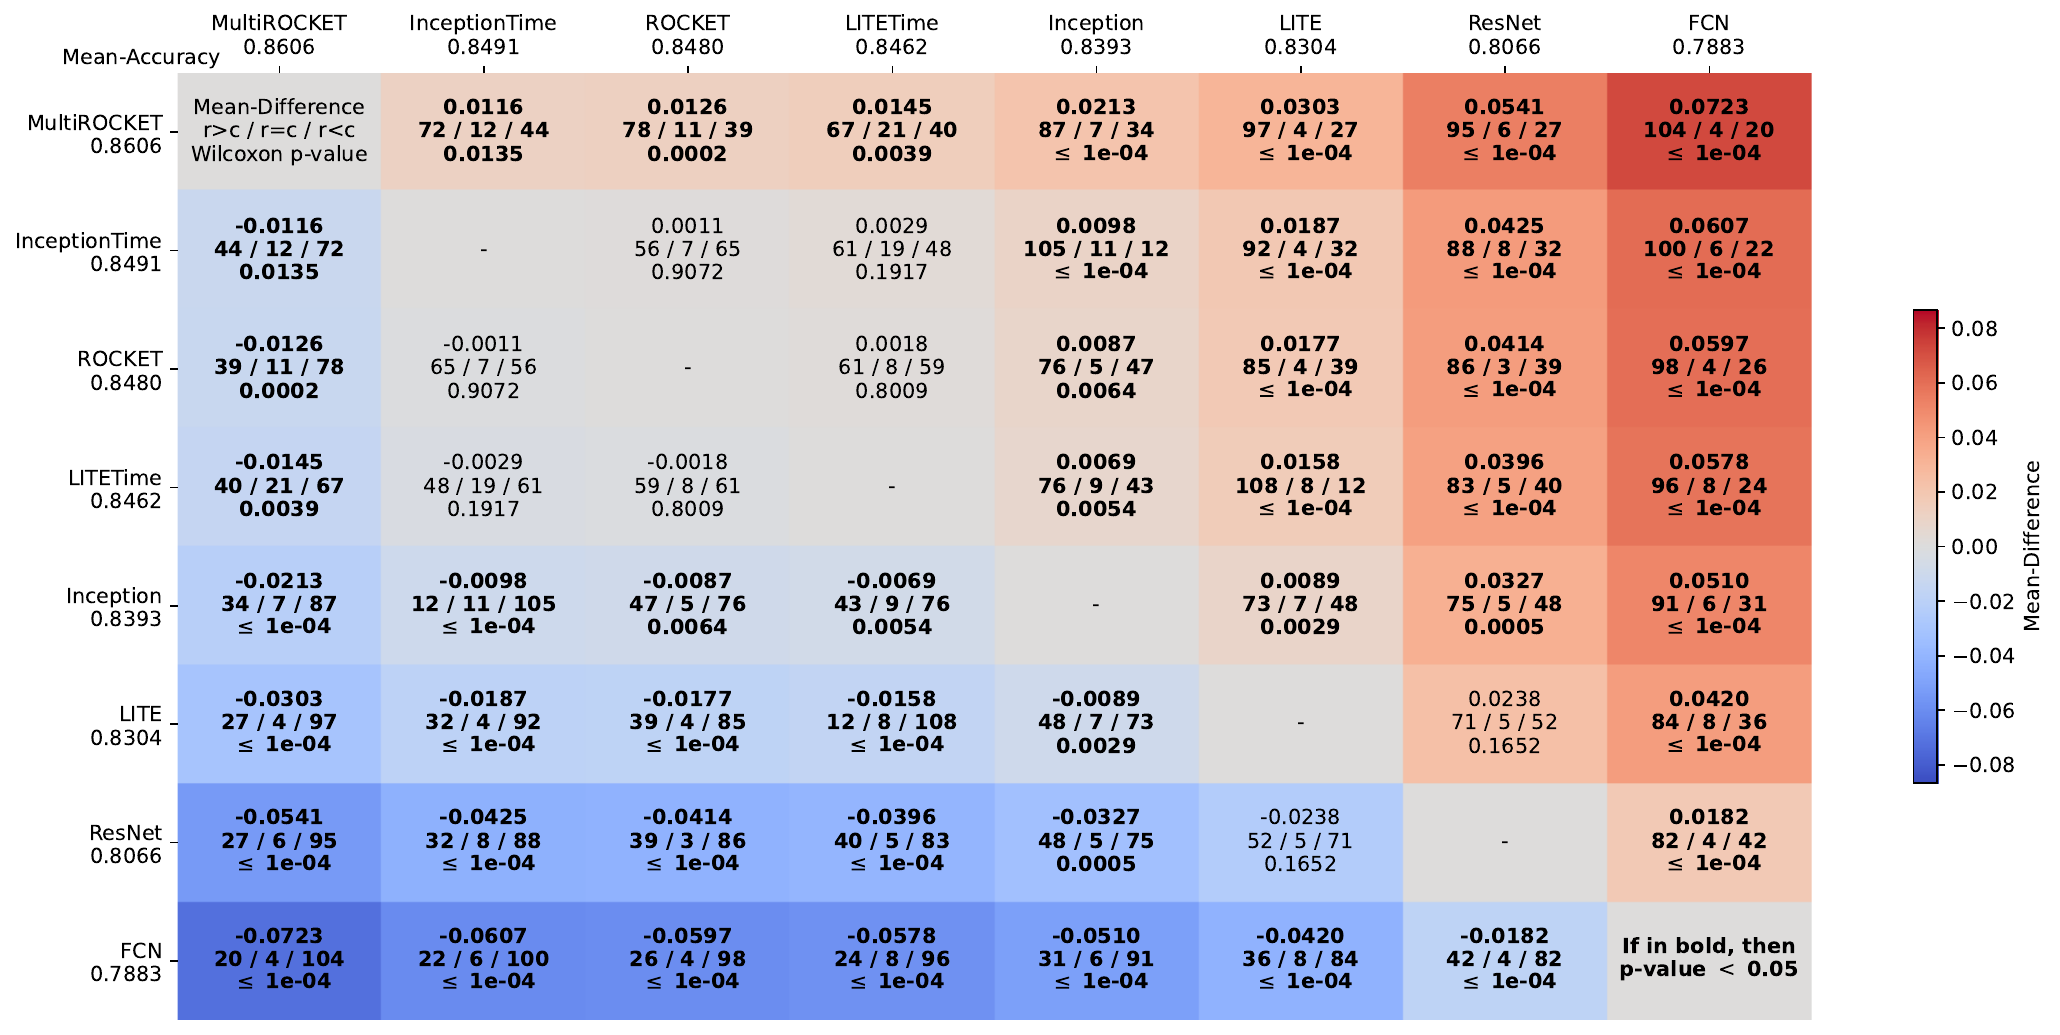 MultiROCKET InceptionTime ROCKET LITETime Inception LITE ResNet FCN
0.8606 0.8491 0.8480 0.8462 0.8393 0.8304 0.8066 0.7883
Mean-Accuracy
Mean-Difference 0.0116 0.0126 0.0145 0.0213 0.0303 0.0541 0.0723
MultiROCKET r>c / r=c / r<c 72 / 12 / 44 78 / 11 / 39 67 / 21 / 40 87 / 7 / 34 97 / 4 / 27 95 / 6 / 27 104 / 4 / 20
0.8606 Wilcoxon p-value 0.0135 0.0002 0.0039 ≤ 1e-04 ≤ 1e-04 ≤ 1e-04 ≤ 1e-04
-0.0116 0.0011 0.0029 0.0098 0.0187 0.0425 0.0607
InceptionTime 44 / 12 / 72 - 56 / 7 / 65 61 / 19 / 48 105 / 11 / 12 92 / 4 / 32 88 / 8 / 32 100 / 6 / 22
0.8491 0.0135 0.9072 0.1917 ≤ 1e-04 ≤ 1e-04 ≤ 1e-04 ≤ 1e-04
-0.0126 -0.0011 0.0018 0.0087 0.0177 0.0414 0.0597
ROCKET 39 / 11 / 78 65 / 7 / 56 - 61 / 8 / 59 76 / 5 / 47 85 / 4 / 39 86 / 3 / 39 98 / 4 / 26
0.8480 0.0002 0.9072 0.8009 0.0064 ≤ 1e-04 ≤ 1e-04 ≤ 1e-04
-0.0145 -0.0029 -0.0018 0.0069 0.0158 0.0396 0.0578
LITETime 40 / 21 / 67 48 / 19 / 61 59 / 8 / 61 - 76 / 9 / 43 108 / 8 / 12 83 / 5 / 40 96 / 8 / 24
0.8462 0.0039 0.1917 0.8009 0.0054 ≤ 1e-04 ≤ 1e-04 ≤ 1e-04
-0.0213 -0.0098 -0.0087 -0.0069 0.0089 0.0327 0.0510
Inception 34 / 7 / 87 12 / 11 / 105 47 / 5 / 76 43 / 9 / 76 - 73 / 7 / 48 75 / 5 / 48 91 / 6 / 31
0.8393 ≤ 1e-04 ≤ 1e-04 0.0064 0.0054 0.0029 0.0005 ≤ 1e-04
-0.0303 -0.0187 -0.0177 -0.0158 -0.0089 0.0238 0.0420
LITE 27 / 4 / 97 32 / 4 / 92 39 / 4 / 85 12 / 8 / 108 48 / 7 / 73 - 71 / 5 / 52 84 / 8 / 36
0.8304 ≤ 1e-04 ≤ 1e-04 ≤ 1e-04 ≤ 1e-04 0.0029 0.1652 ≤ 1e-04
-0.0541 -0.0425 -0.0414 -0.0396 -0.0327 -0.0238 0.0182
ResNet 27 / 6 / 95 32 / 8 / 88 39 / 3 / 86 40 / 5 / 83 48 / 5 / 75 52 / 5 / 71 - 82 / 4 / 42
0.8066 ≤ 1e-04 ≤ 1e-04 ≤ 1e-04 ≤ 1e-04 0.0005 0.1652 ≤ 1e-04
-0.0723 -0.0607 -0.0597 -0.0578 -0.0510 -0.0420 -0.0182
FCN 20 / 4 / 104 22 / 6 / 100 26 / 4 / 98 24 / 8 / 96 31 / 6 / 91 36 / 8 / 84 42 / 4 / 82
0.7883 ≤ 1e-04 ≤ 1e-04 ≤ 1e-04 ≤ 1e-04 ≤ 1e-04 ≤ 1e-04 ≤ 1e-04
If in bold, then
p-value < 0.05
0.08
0.06
0.04
0.02
0.00
−0.02
−0.04
−0.06
−0.08
Mean-Difference